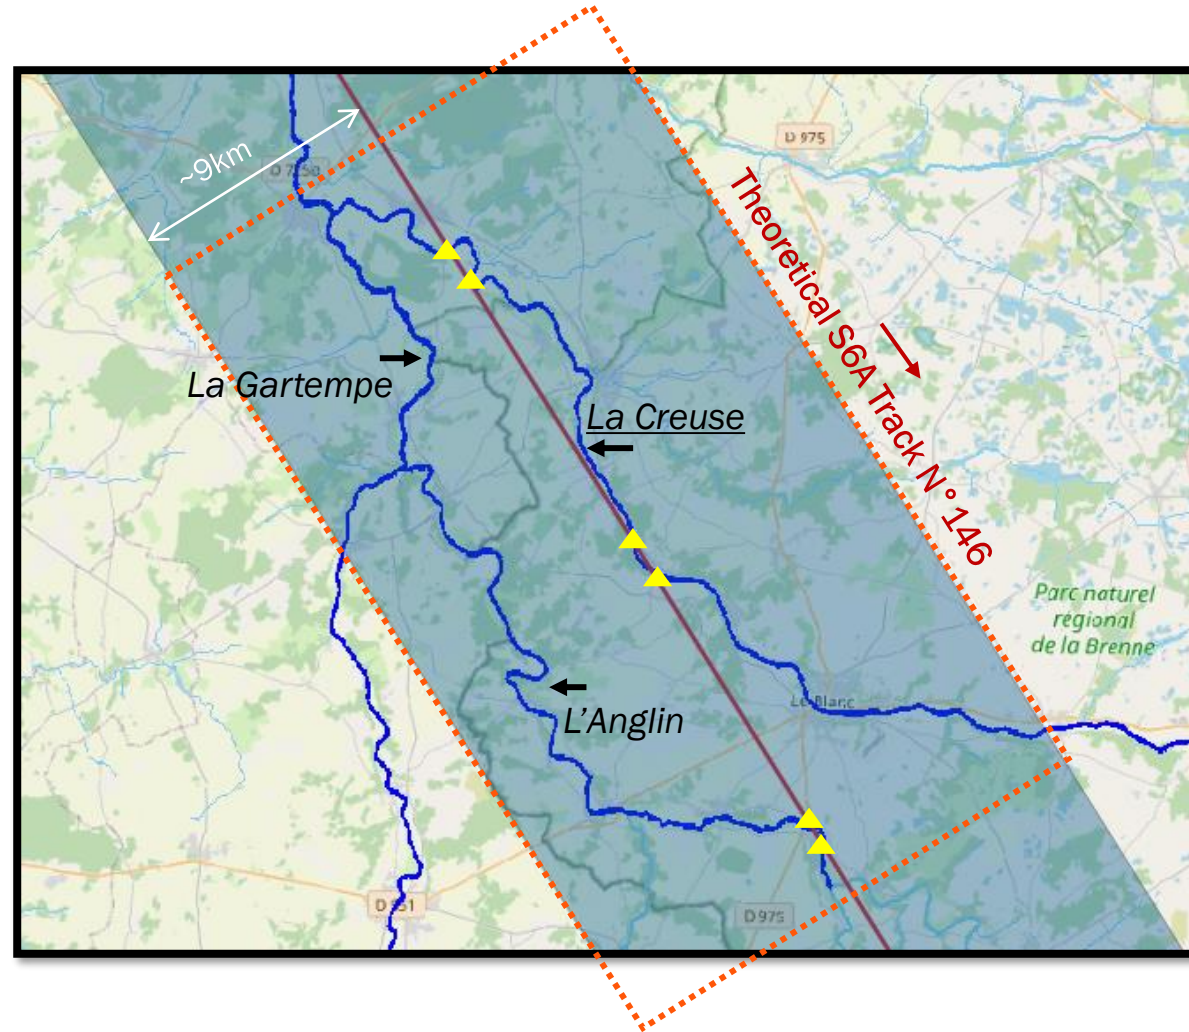 D 975
~9km
Theoretical S6A Track N°146
La Gartempe
La Creuse
Parc naturel
régional
de la Brenne
Le Blanc
L'Anglin
D 975